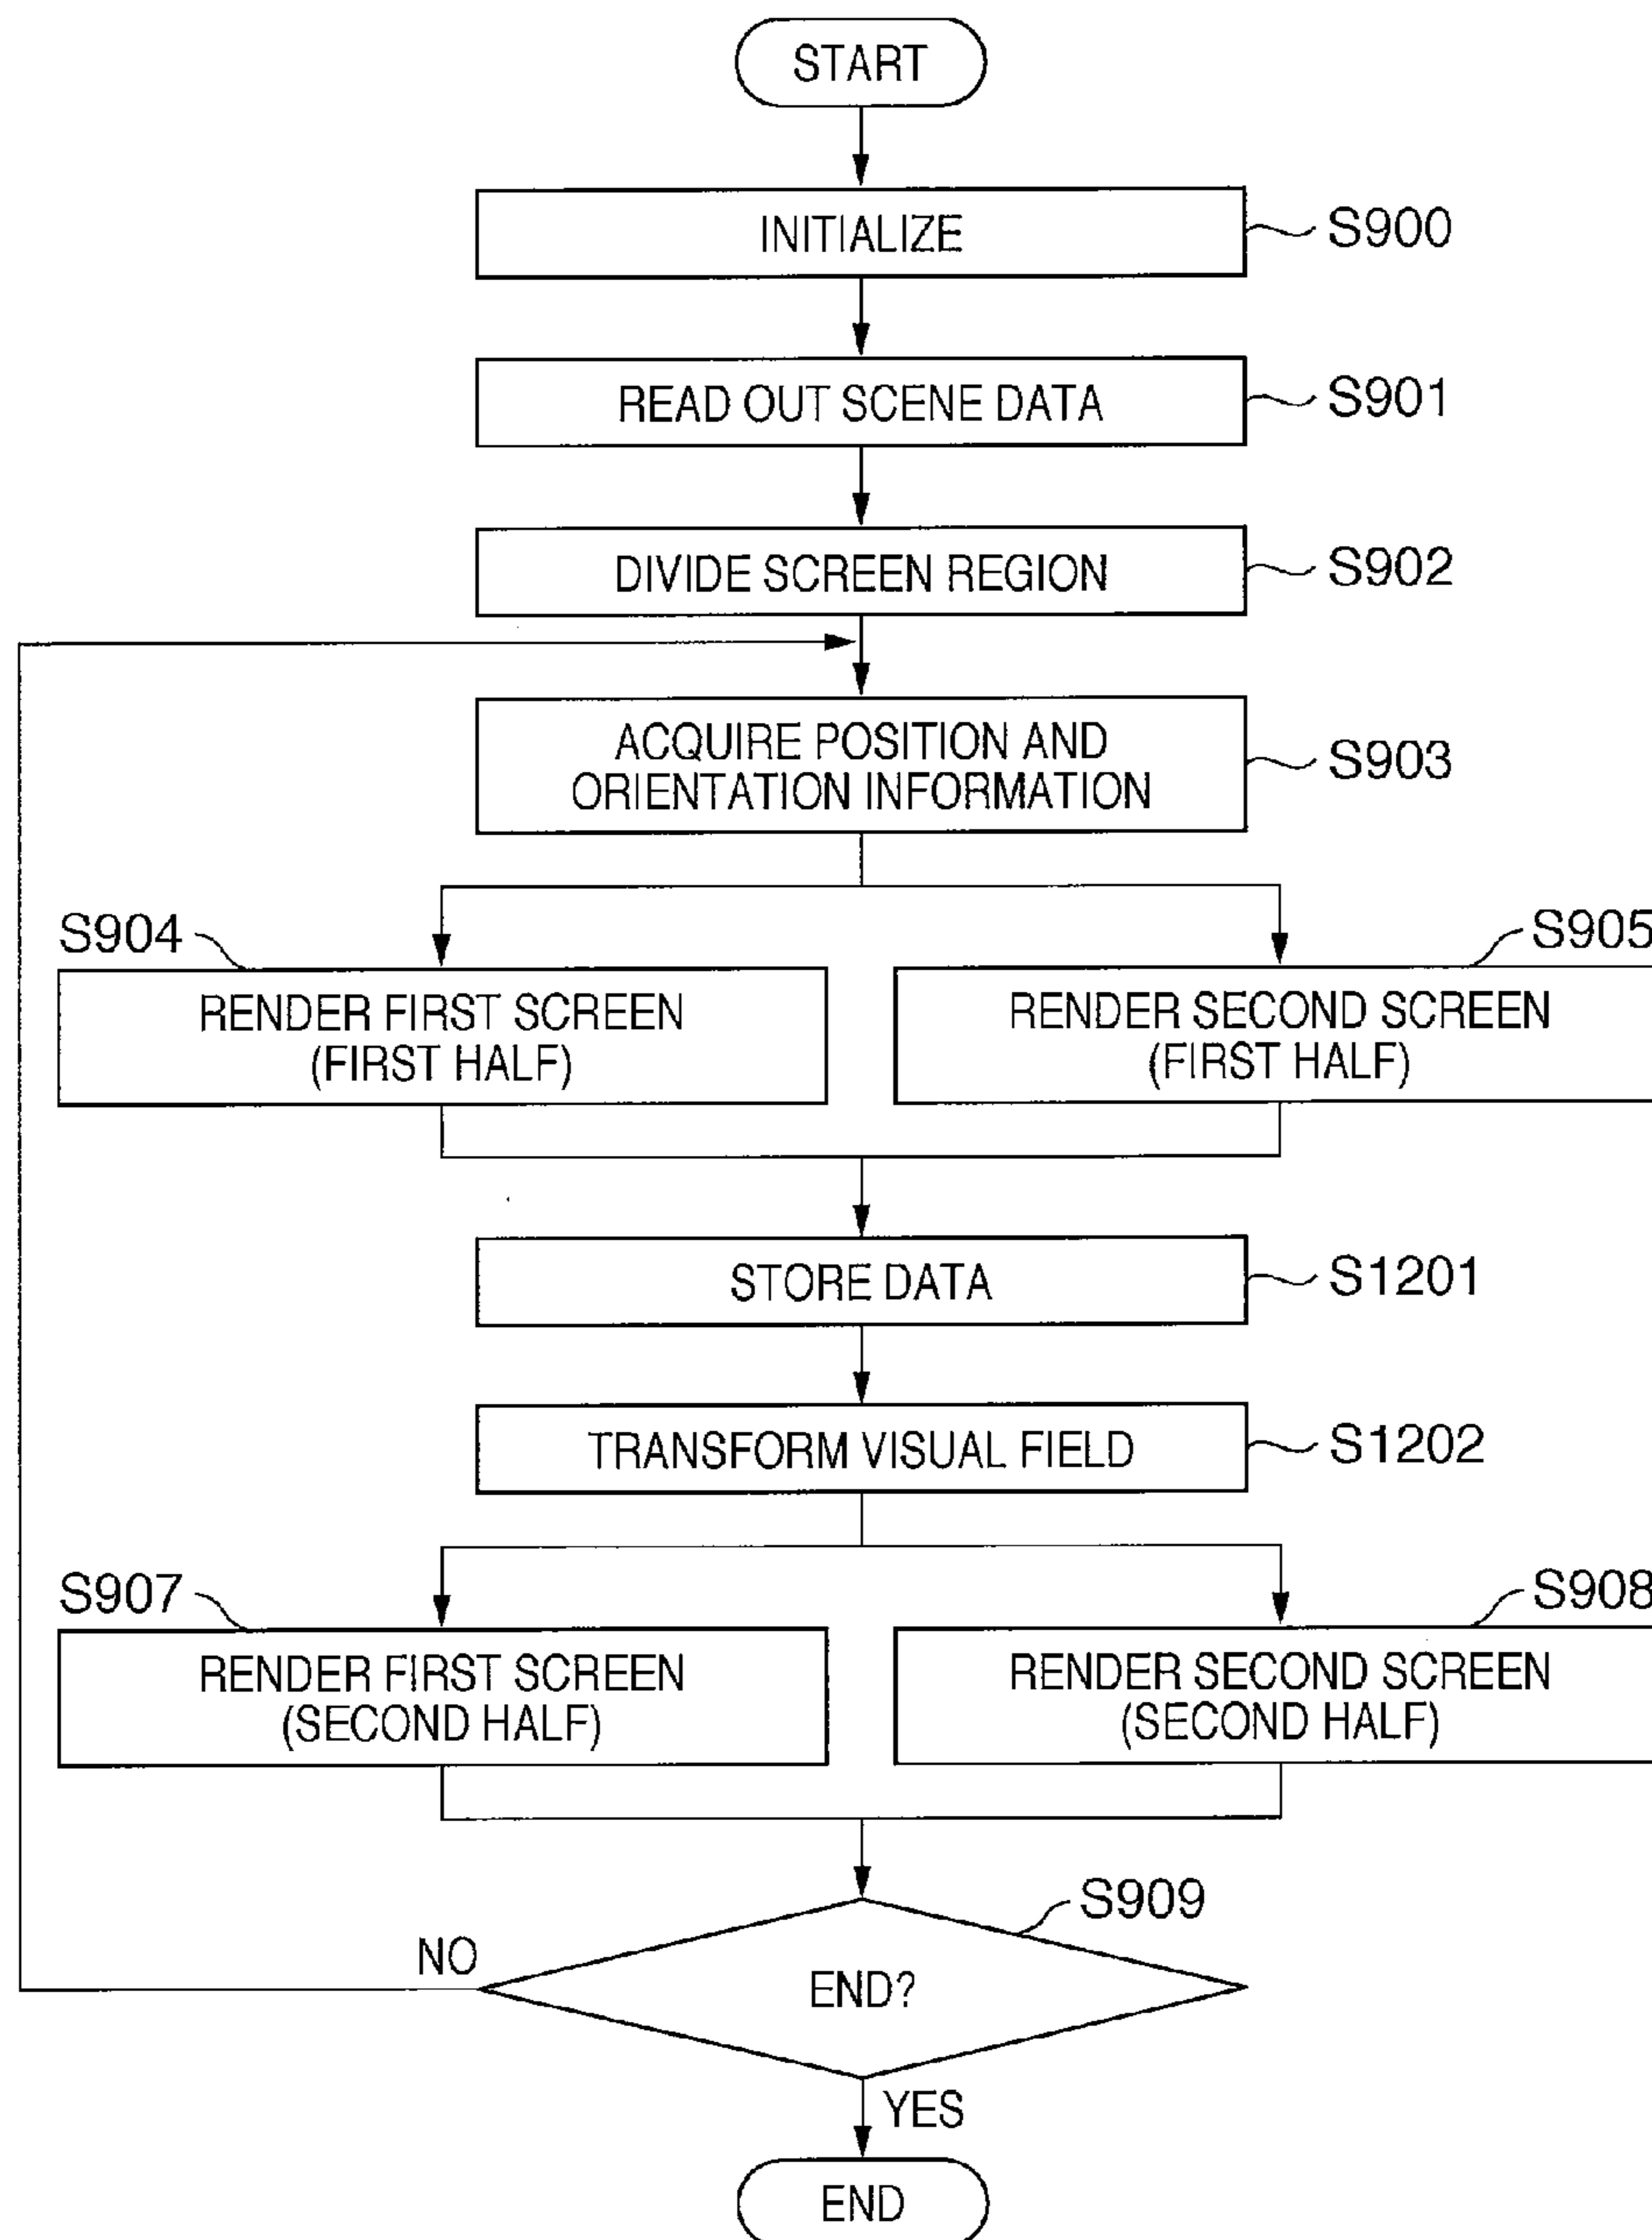 START
INITIALIZE
S900
READ OUT SCENE DATA
S901
DIVIDE SCREEN REGION
S902
ACQUIRE POSITION AND
ORIENTATION INFORMATION
S903
S904
S905
RENDER FIRST SCREEN
(FIRST HALF)
RENDER SECOND SCREEN
(FIRST HALF)
STORE DATA
S1201
TRANSFORM VISUAL FIELD
S1202
S907
S908
RENDER FIRST SCREEN
(SECOND HALF)
RENDER SECOND SCREEN
(SECOND HALF)
S909
NO
END?
YES
END